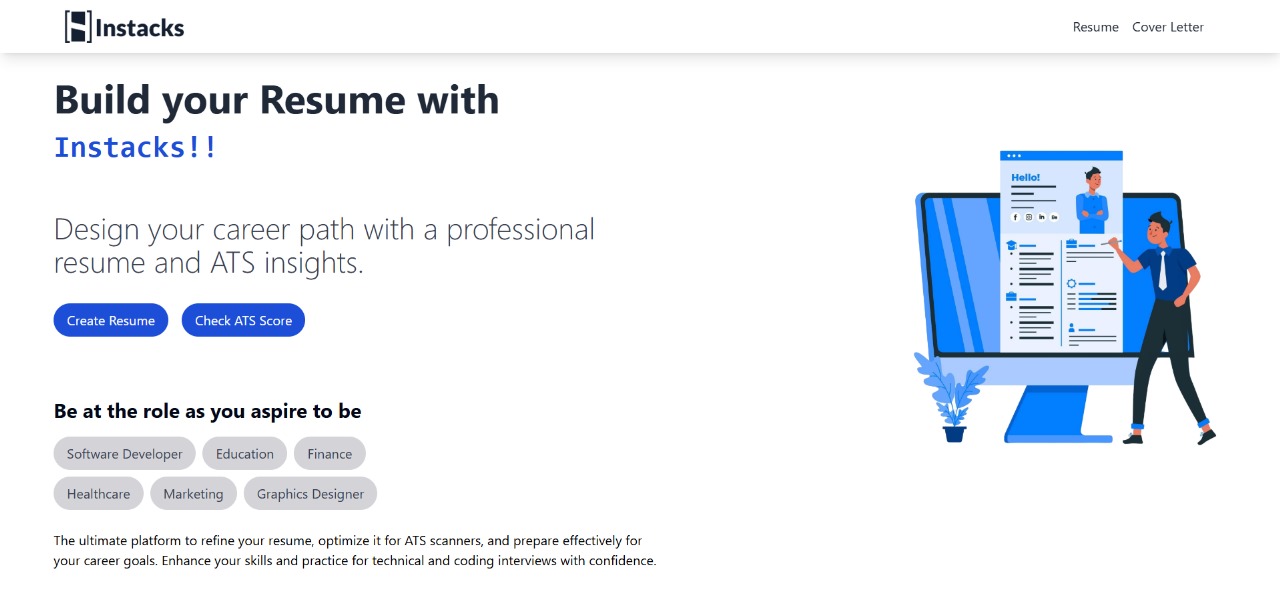 Instacks
Resume Cover Letter
Build your Resume with
Instacks!!
Design your career path with a professional
resume and ATS insights.
Create Resume Check ATS Score
Be at the role as you aspire to be
Software Developer Education Finance
Healthcare Marketing Graphics Designer
The ultimate platform to refine your resume, optimize it for ATS scanners, and prepare effectively for
your career goals. Enhance your skills and practice for technical and coding interviews with confidence.
Hello!